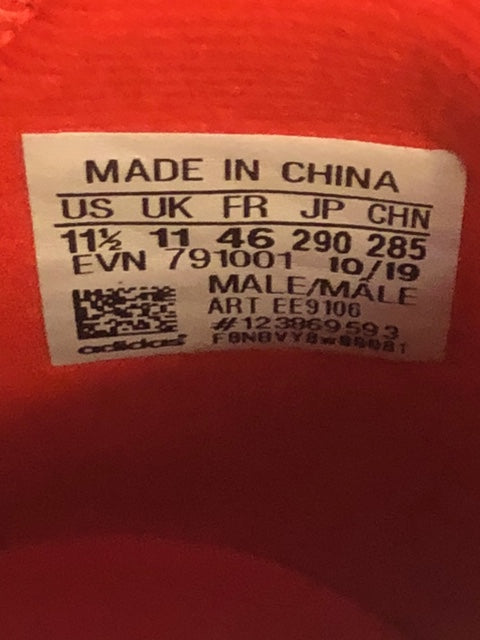 MADE IN CHINA
US UK FR JP CHN
11½ 11 46 290 285
EVN 791001 10/19
MALE/MÂLE
ART EE9106
#123869593
adidas